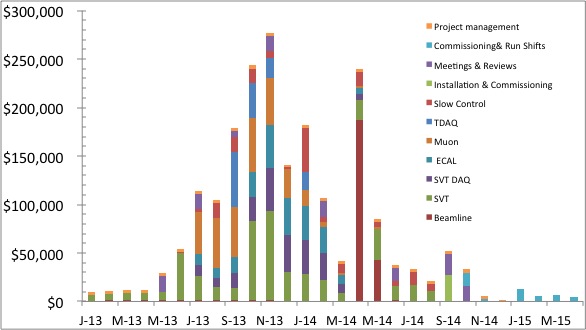 $300,000
$250,000
$200,000
$150,000
$100,000
$50,000
$0
Project management
Commissioning& Run Shifts
Meetings & Reviews
Installation & Commissioning
Slow Control
TDAQ
Muon
ECAL
SVT DAQ
SVT
Beamline
J-13 M-13 M-13 J-13 S-13 N-13 J-14 M-14 M-14 J-14 S-14 N-14 J-15 M-15